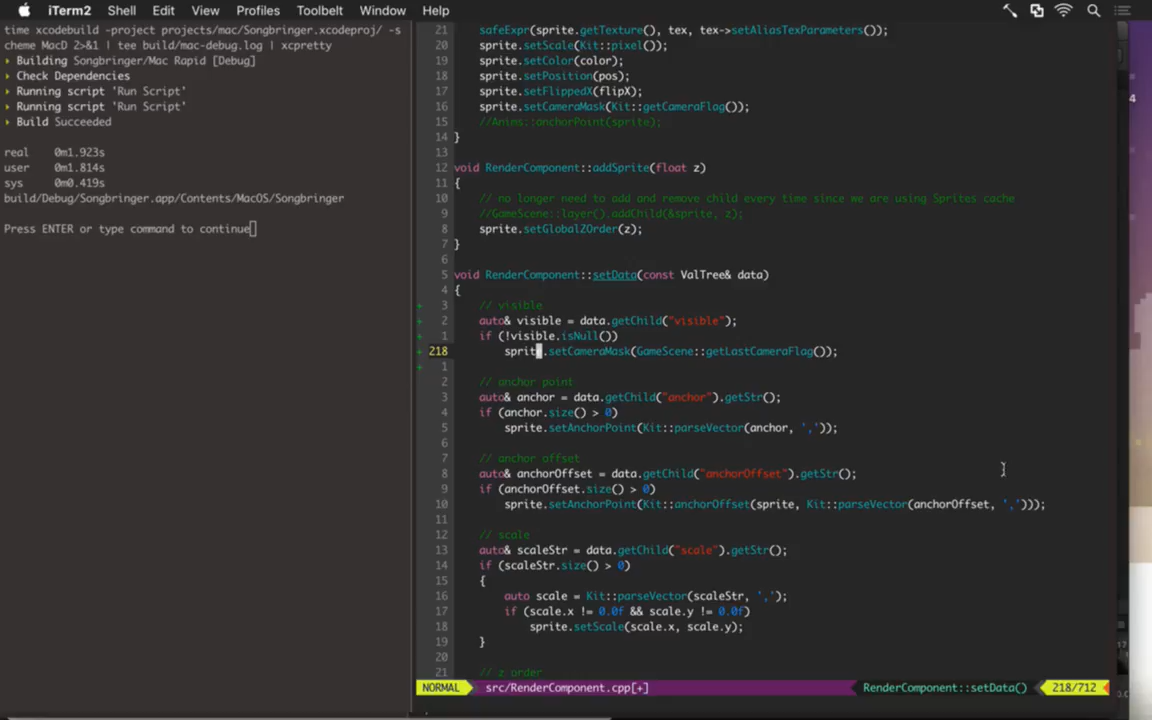 iTerm2 Shell Edit View Profiles Toolbelt Window Help
time xcodebuild -project projects/mac/Songbringer.xcodeproj/ -s
cheme MacD 2>&1 | tee build/mac-debug.log | xcpretty
▸ Building Songbringer/Mac Rapid [Debug]
▸ Check Dependencies
▸ Running script 'Run Script'
▸ Running script 'Run Script'
▸ Build Succeeded
real 0m1.923s
user 0m1.814s
sys 0m0.419s
build/Debug/Songbringer.app/Contents/MacOS/Songbringer
Press ENTER or type command to continue
21 safeExpr(sprite.getTexture(), tex, tex->setAliasTexParameters());
20 sprite.setScale(Kit::pixel());
19 sprite.setColor(color);
18 sprite.setPosition(pos);
17 sprite.setFlippedX(flipX);
16 sprite.setCameraMask(Kit::getCameraFlag());
15 //Anims::anchorPoint(sprite);
14 }
13
12 void RenderComponent::addSprite(float z)
11 {
10 // no longer need to add and remove child every time since we are using Sprites cache
9 //GameScene::layer().addChild(&sprite, z);
8 sprite.setGlobalZOrder(z);
7 }
6
5 void RenderComponent::setData(const ValTree& data)
4 {
+ 3 // visible
+ 2 auto& visible = data.getChild("visible");
+ 1 if (!visible.isNull())
+ 218 sprite.setCameraMask(GameScene::getLastCameraFlag());
+ 1
2 // anchor point
3 auto& anchor = data.getChild("anchor").getStr();
4 if (anchor.size() > 0)
5 sprite.setAnchorPoint(Kit::parseVector(anchor, ','));
6
7 // anchor offset
8 auto& anchorOffset = data.getChild("anchorOffset").getStr();
9 if (anchorOffset.size() > 0)
10 sprite.setAnchorPoint(Kit::anchorOffset(sprite, Kit::parseVector(anchorOffset, ',')));
11
12 // scale
13 auto& scaleStr = data.getChild("scale").getStr();
14 if (scaleStr.size() > 0)
15 {
16 auto scale = Kit::parseVector(scaleStr, ',');
17 if (scale.x != 0.0f && scale.y != 0.0f)
18 sprite.setScale(scale.x, scale.y);
19 }
20
21 // z order
NORMAL src/RenderComponent.cpp[+] RenderComponent::setData() 218/712
4